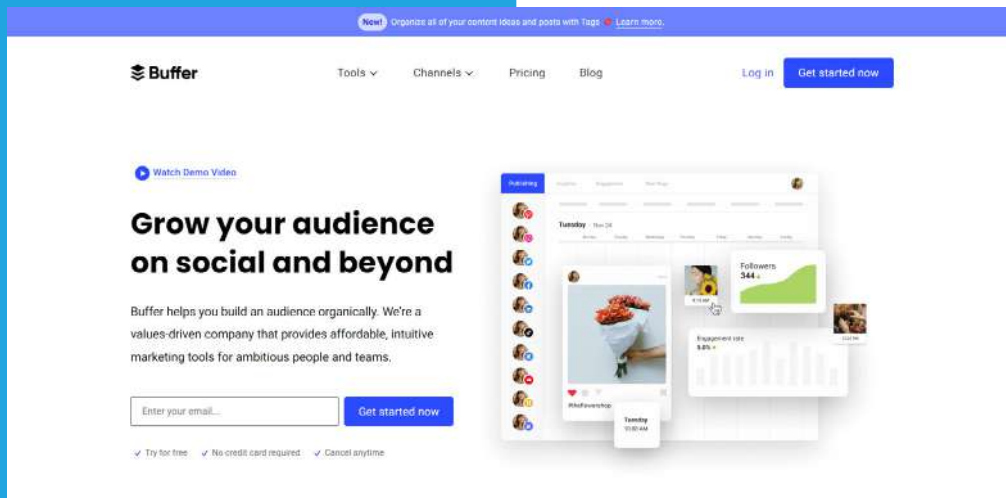 New! Organize all of your content ideas and posts with Tags Learn more.
Buffer
Tools
Channels
Pricing
Blog
Log in
Get started now
Watch Demo Video
Grow your audience
on social and beyond
Buffer helps you build an audience organically. We're a
values-driven company that provides affordable, intuitive
marketing tools for ambitious people and teams.
Enter your email...
Get started now
Try for free
No credit card required
Cancel anytime
Publishing
Tuesday
Followers
344
Engagement rate
#theflowershop
Tuesday